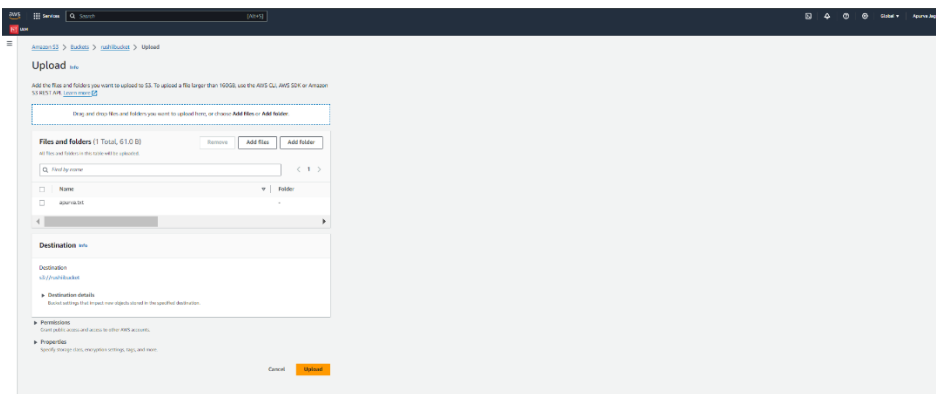 aws
Services
Search
[Alt+S]
Global
Apurva Jag
IAM
Amazon S3 > Buckets > rushibucket > Upload
Upload Info
Add the files and folders you want to upload to S3. To upload a file larger than 160GB, use the AWS CLI, AWS SDK or Amazon
S3 REST API. Learn more
Drag and drop files and folders you want to upload here, or choose Add files or Add folder.
Files and folders (1 Total, 61.0 B)
Remove
Add files
Add folder
All files and folders in this table will be uploaded.
Find by name
< 1 >
Name
Folder
apurva.txt
-
Destination Info
Destination
s3://rushibucket
Destination details
Bucket settings that impact new objects stored in the specified destination.
Permissions
Grant public access and access to other AWS accounts.
Properties
Specify storage class, encryption settings, tags, and more.
Cancel
Upload